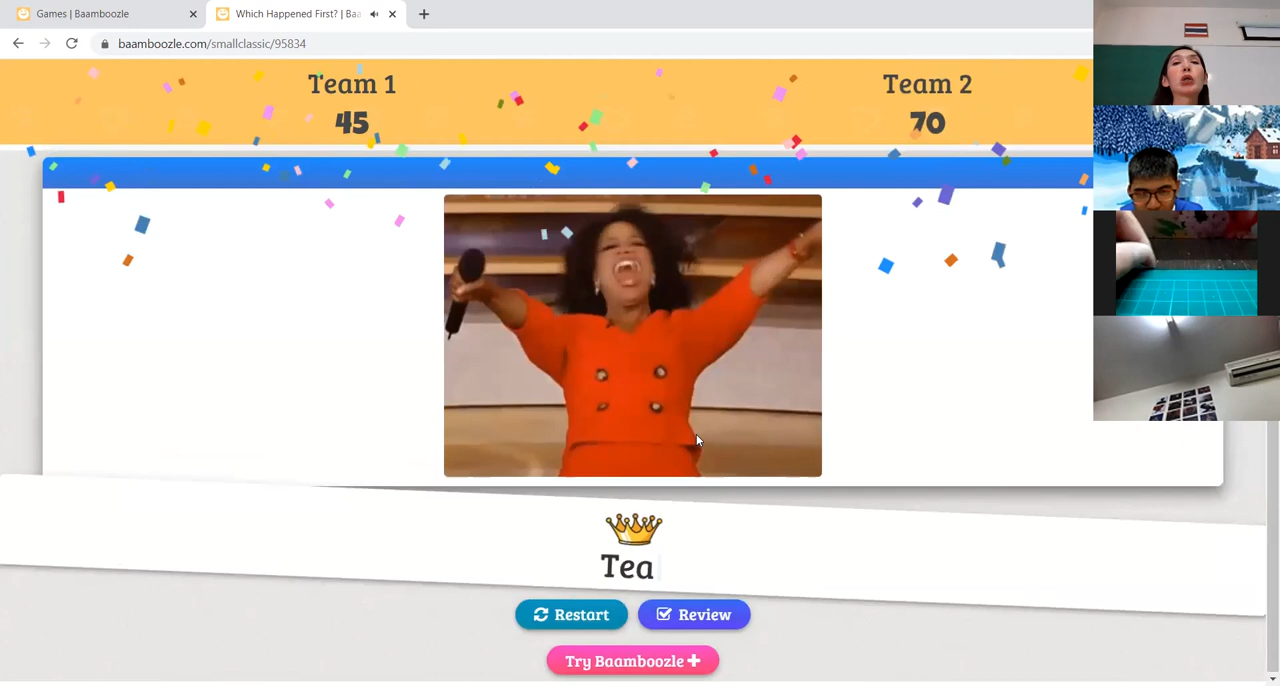 Games | Baamboozle
Which Happened First? | Baa
baamboozle.com/smallclassic/95834
Team 1
45
Team 2
70
Tea
Restart
Review
Try Baamboozle+